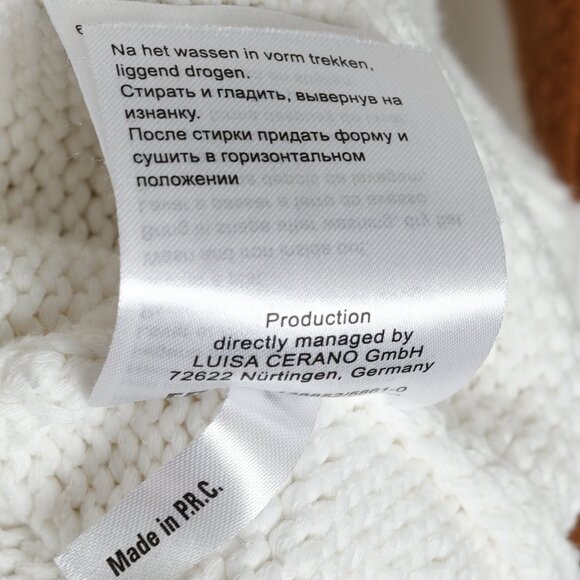 Na het wassen in vorm trekken,
liggend drogen.
Стирать и гладить, вывернув на
изнанку.
После стирки придать форму и
сушить в горизонтальном
положении
Production
directly managed by
LUISA CERANO GmbH
72622 Nürtingen, Germany
Made in P.R.C.